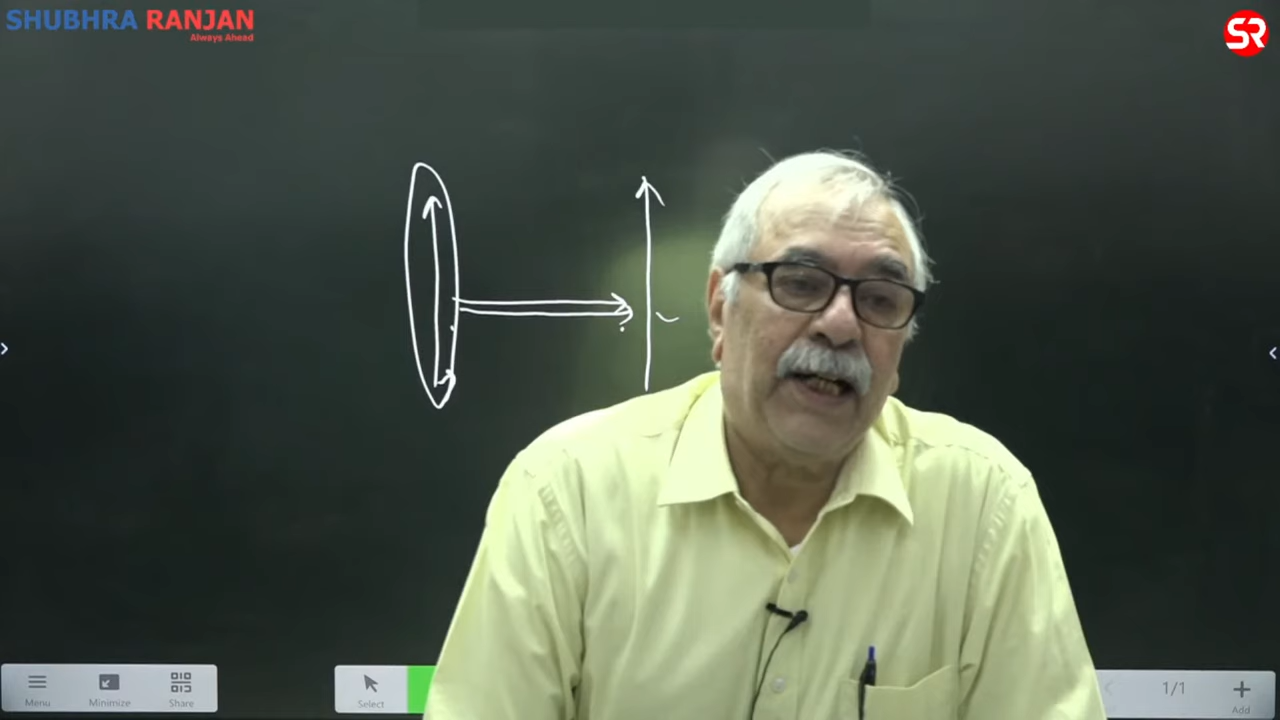 SHUBHRA RANJAN
Always Ahead
SR
?
Menu
Minimize
Share
Select
1/1
Add